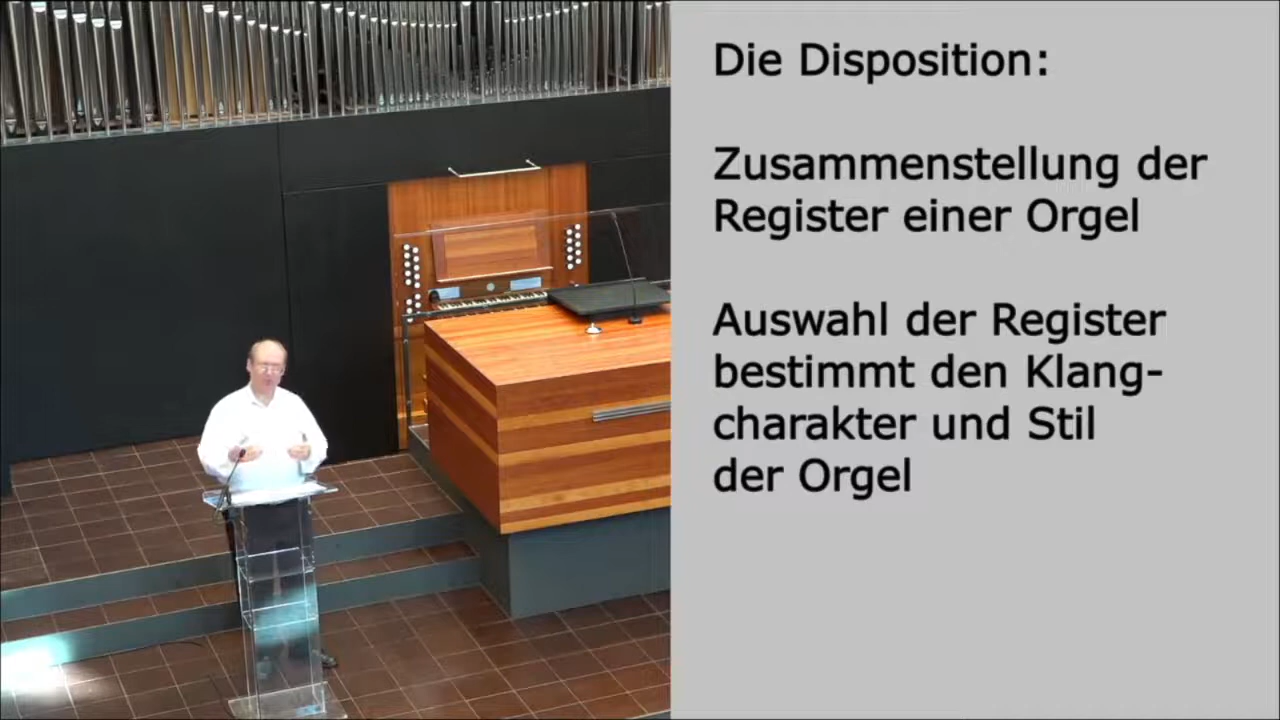 Die Disposition:
Zusammenstellung der
Register einer Orgel
Auswahl der Register
bestimmt den Klang-
charakter und Stil
der Orgel